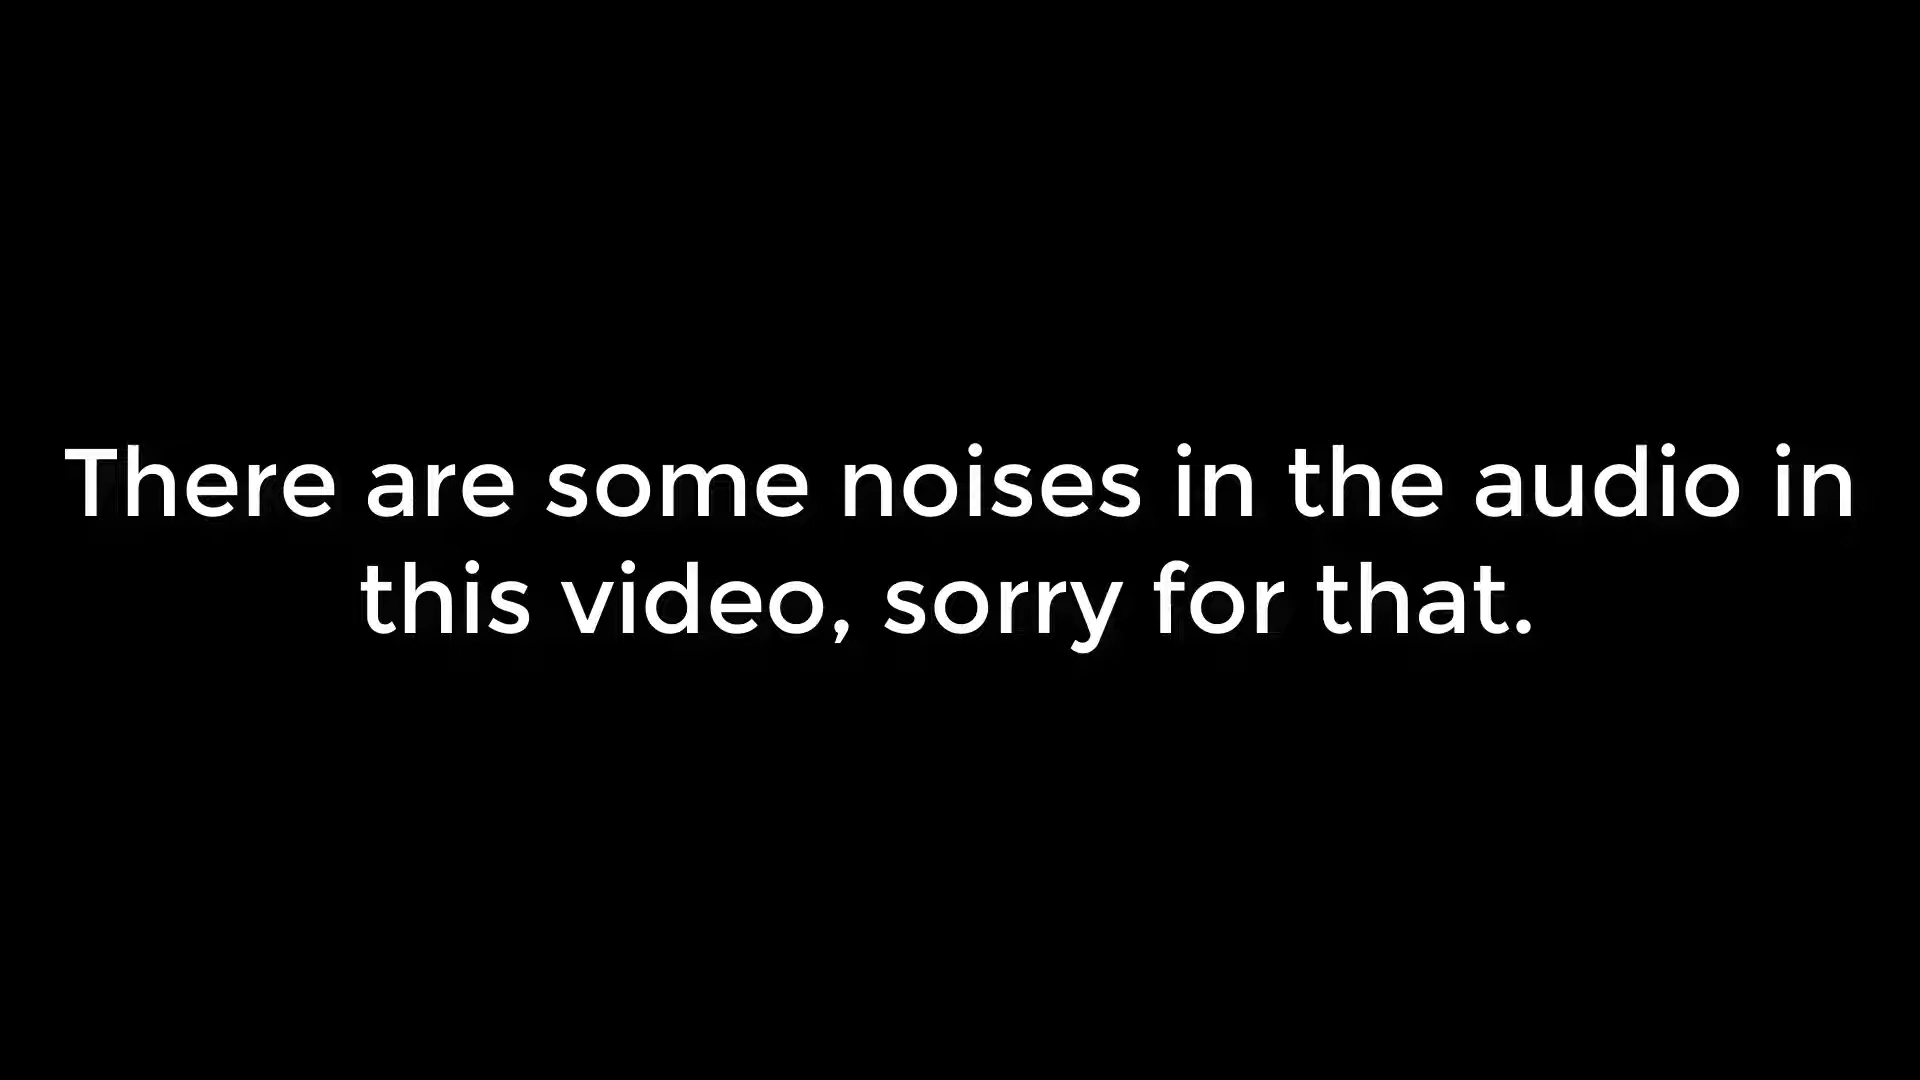 There are some noises in the audio in
this video, sorry for that.